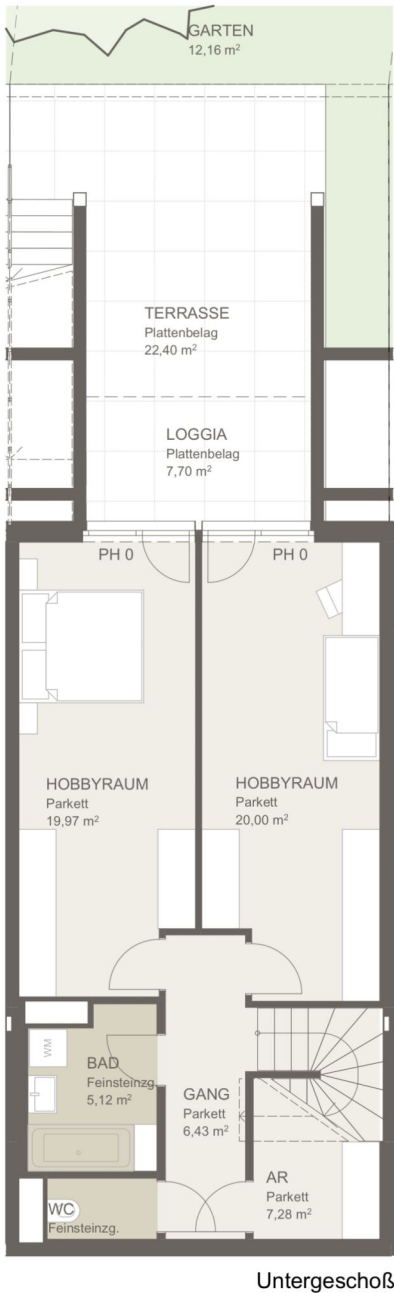 GARTEN
12,16 m²
TERRASSE
Plattenbelag
22,40 m²
LOGGIA
Plattenbelag
7,70 m²
PH 0
PH 0
HOBBYRAUM
Parkett
19,97 m²
HOBBYRAUM
Parkett
20,00 m²
WM
BAD
Feinsteinzg.
5,12 m²
GANG
Parkett
6,43 m²
AR
Parkett
7,28 m²
WC
Feinsteinzg.
Untergeschoß